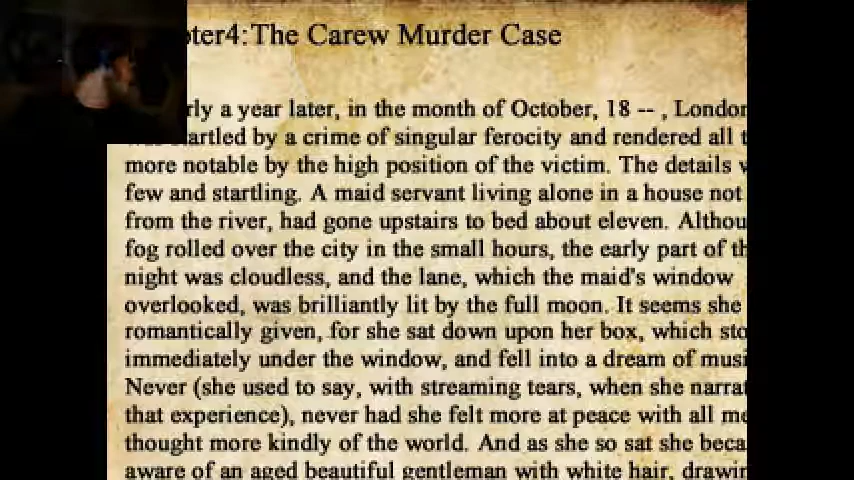 ter4:The Carew Murder Case
rly a year later, in the month of October, 18 -- , London
startled by a crime of singular ferocity and rendered all t
more notable by the high position of the victim. The details
few and startling. A maid servant living alone in a house not
from the river, had gone upstairs to bed about eleven. Althou
fog rolled over the city in the small hours, the early part of th
night was cloudless, and the lane, which the maid's window
overlooked, was brilliantly lit by the full moon. It seems she
romantically given, for she sat down upon her box, which sto
immediately under the window, and fell into a dream of musi
Never (she used to say, with streaming tears, when she narrat
that experience), never had she felt more at peace with all me
thought more kindly of the world. And as she so sat she beca
aware of an aged beautiful gentleman with white hair, drawin